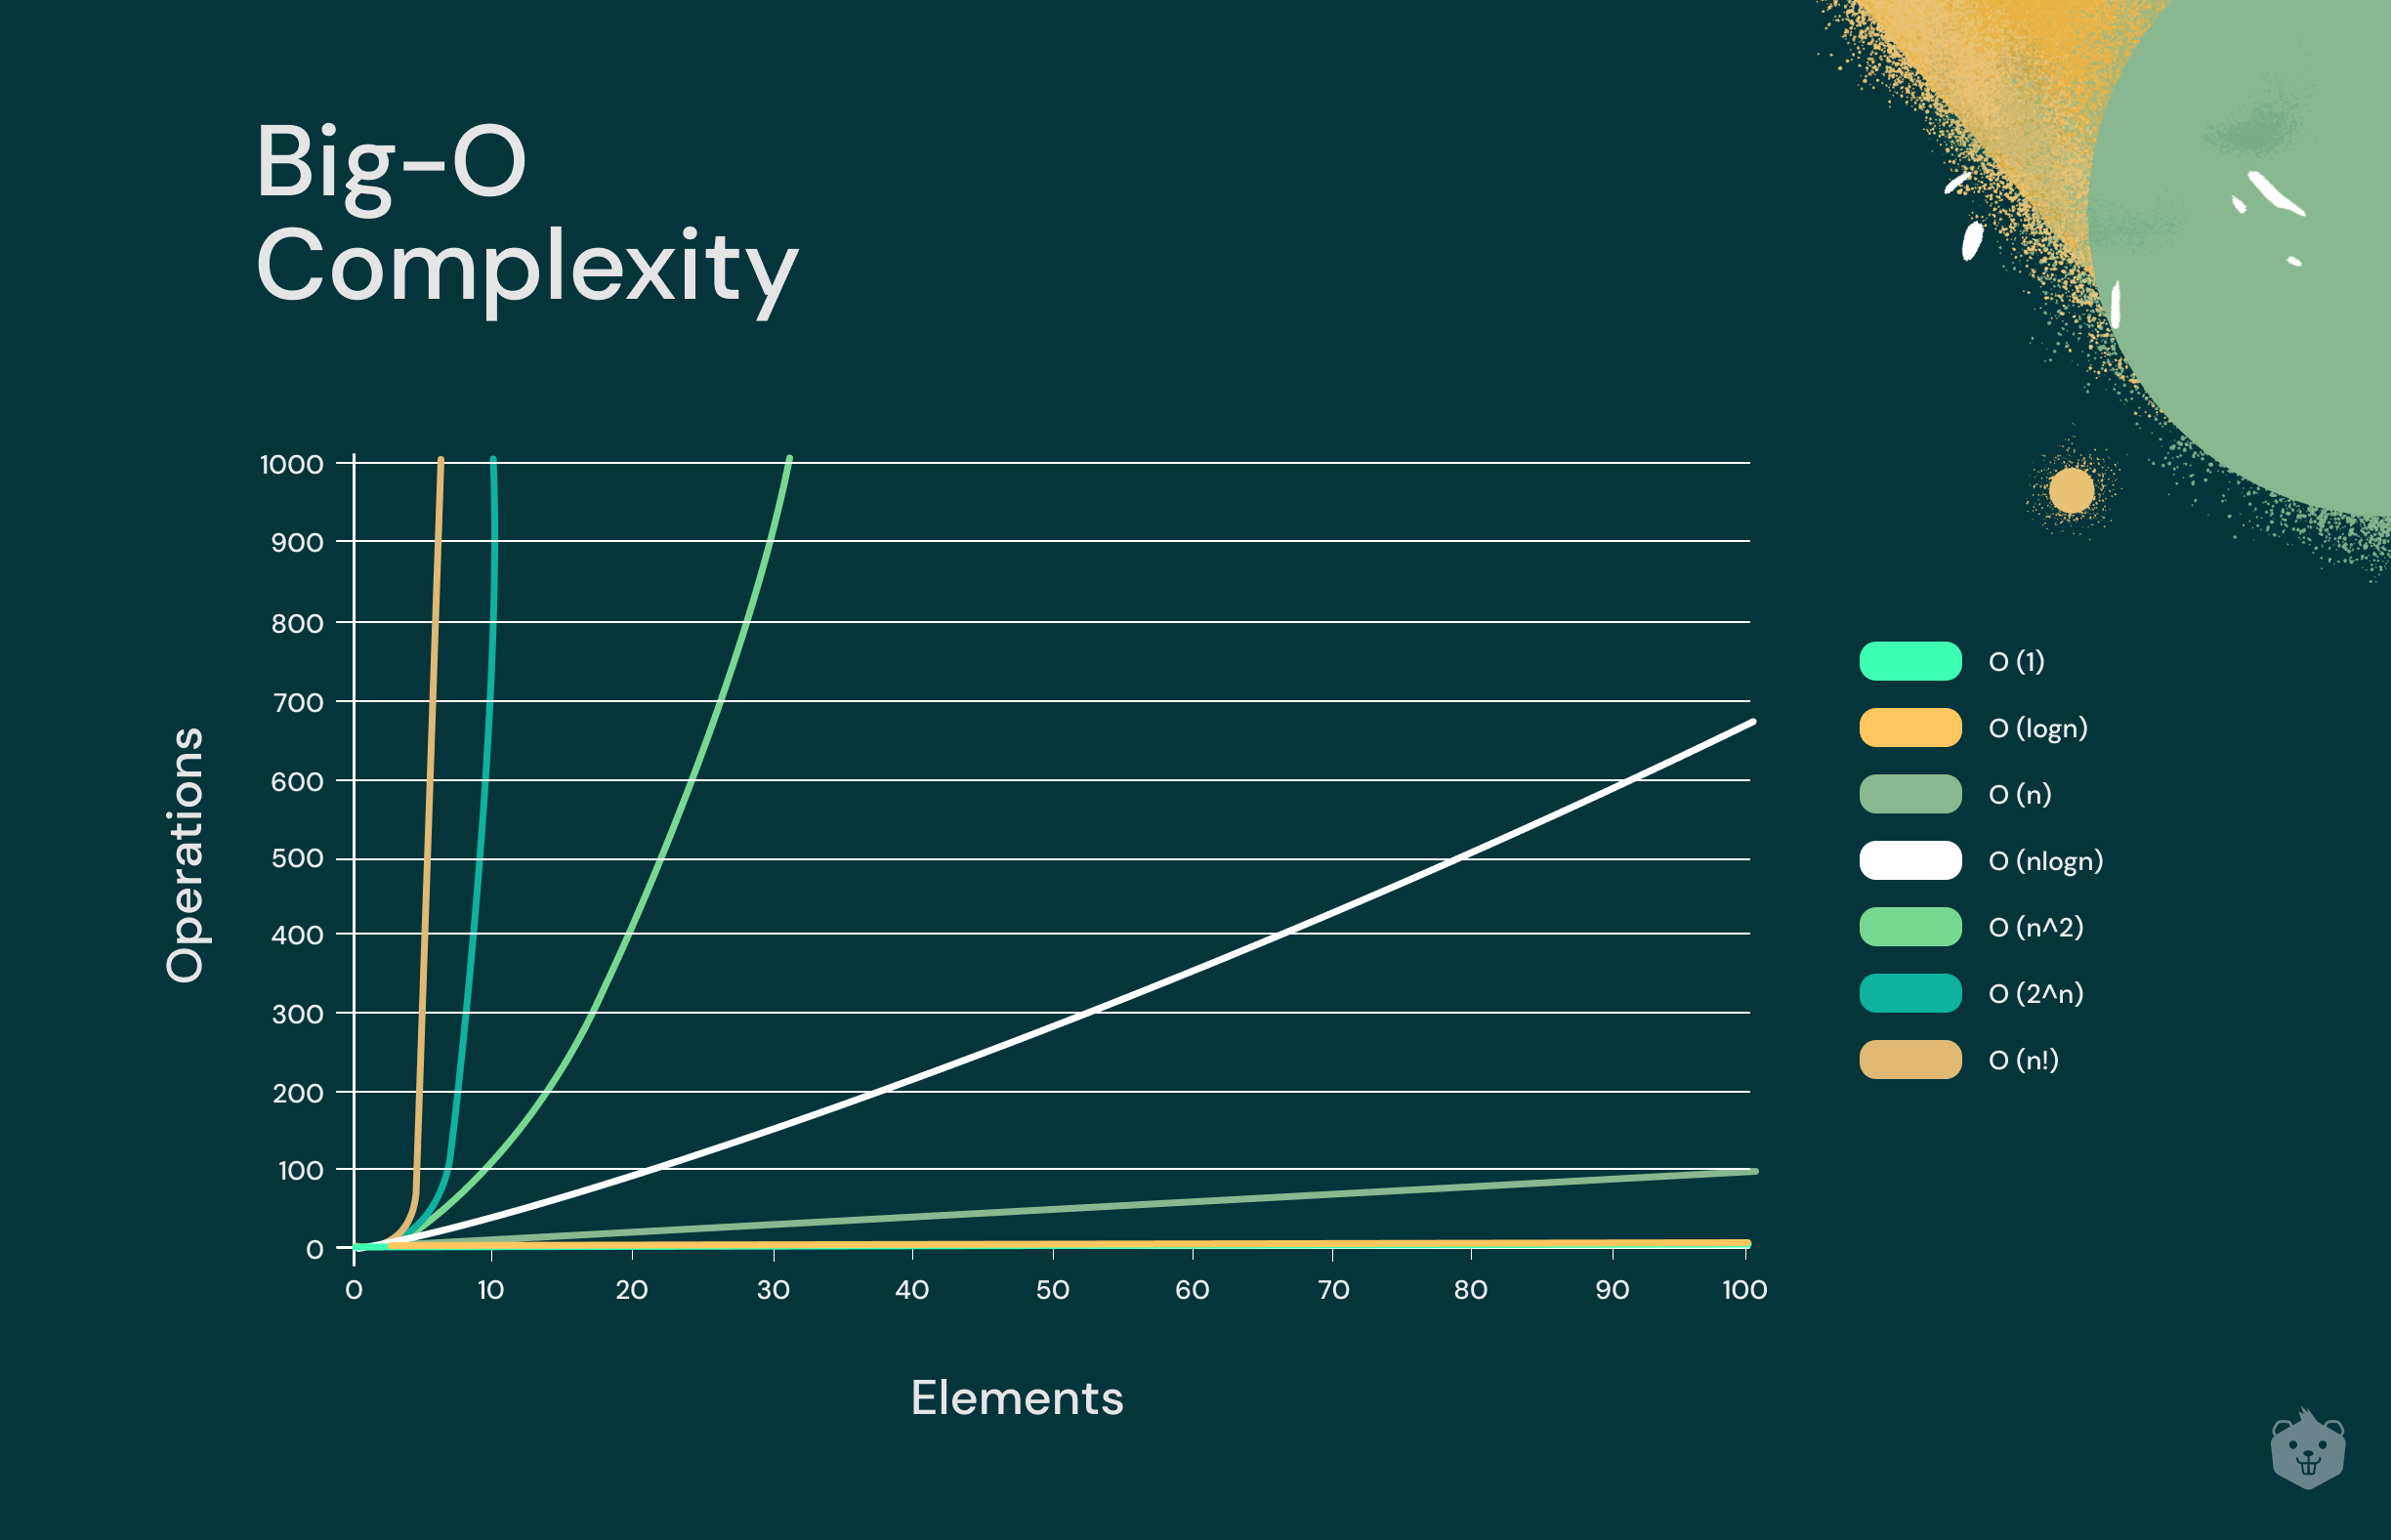 Big-O
Complexity
Operations
1000
900
800
700
600
500
400
300
200
100
0
0 10 20 30 40 50 60 70 80 90 100
Elements
O (1)
O (logn)
O (n)
O (nlogn)
O (n^2)
O (2^n)
O (n!)